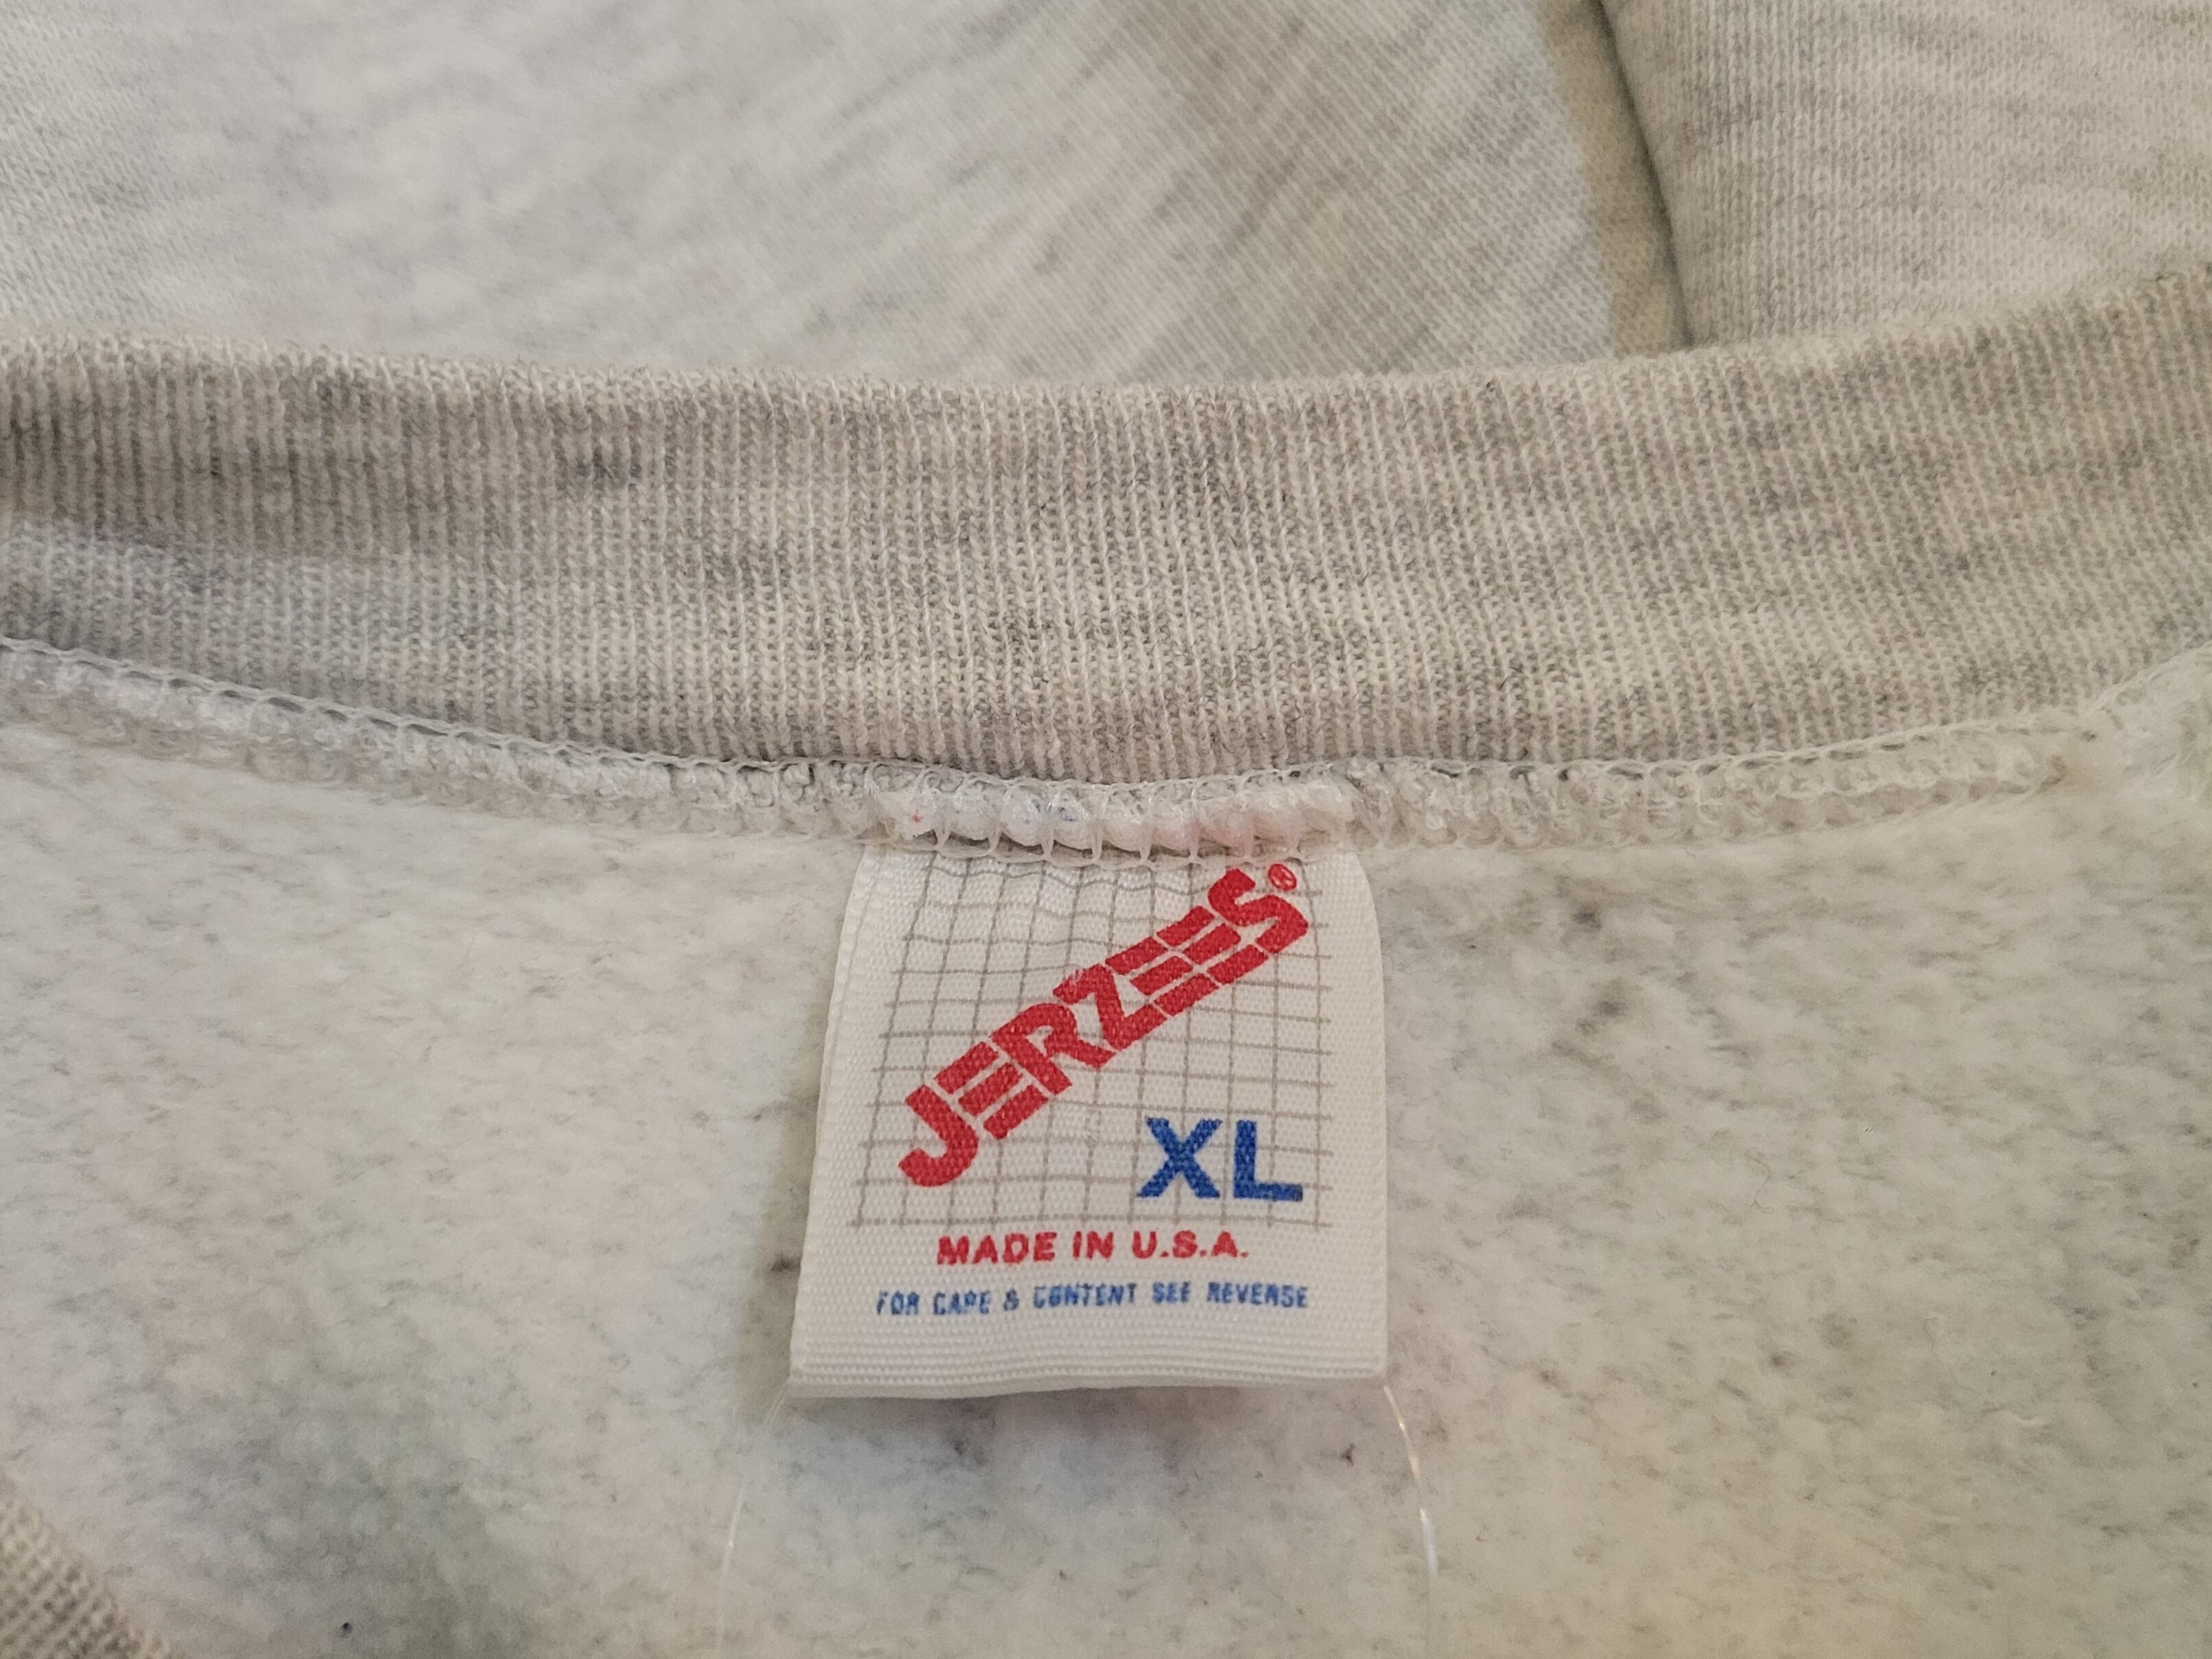 JERZEES®
XL
MADE IN U.S.A.
FOR CARE & CONTENT SEE REVERSE